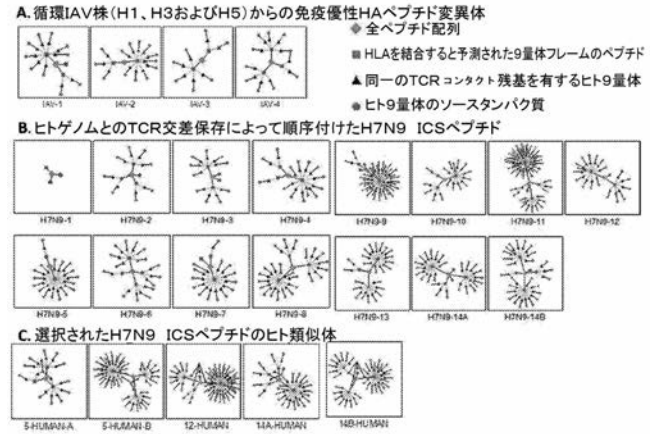 A.循環IAV株(H1、H3およびH5)からの免疫優性HAペプチド変異体
全ペプチド配列
HLAを結合すると予測された9量体フレームのペプチド
同一のTCR コンタクト 残基を有するヒト9量体
ヒト9量体のソースタンパク質
IAV-1 IAV-2 IAV-3 IAV-4
B.ヒトゲノムとのTCR交差保存によって順序付けたH7N9 ICSペプチド
H7N9-1 H7N9-2 H7N9-3 H7N9-4 H7N9-9 H7N9-10 H7N9-11 H7N9-12
H7N9-5 H7N9-6 H7N9-7 H7N9-8 H7N9-13 H7N9-14A H7N9-14B
C.選択されたH7N9 ICSペプチドのヒト類似体
5-HUMAN-A 5-HUMAN-B 12-HUMAN 14A-HUMAN 14B-HUMAN